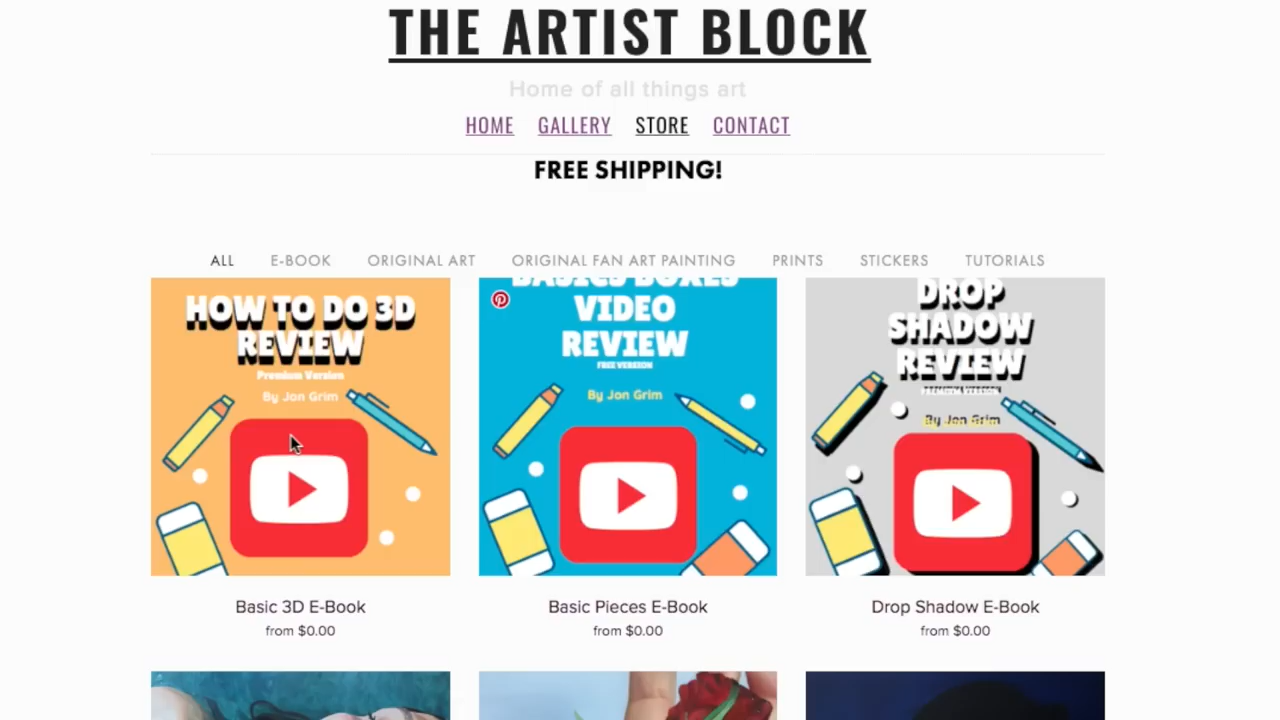 THE ARTIST BLOCK
Home of all things art
HOME GALLERY STORE CONTACT
FREE SHIPPING!
ALL E-BOOK ORIGINAL ART ORIGINAL FAN ART PAINTING PRINTS STICKERS TUTORIALS
HOW TO DO 3D
REVIEW
Premium Version
By Jon Grim
BASICS BOXES
VIDEO
REVIEW
FREE VERSION
By Jon Grim
DROP
SHADOW
REVIEW
PREMIUM VERSION
By Jon Grim
Basic 3D E-Book
from $0.00
Basic Pieces E-Book
from $0.00
Drop Shadow E-Book
from $0.00